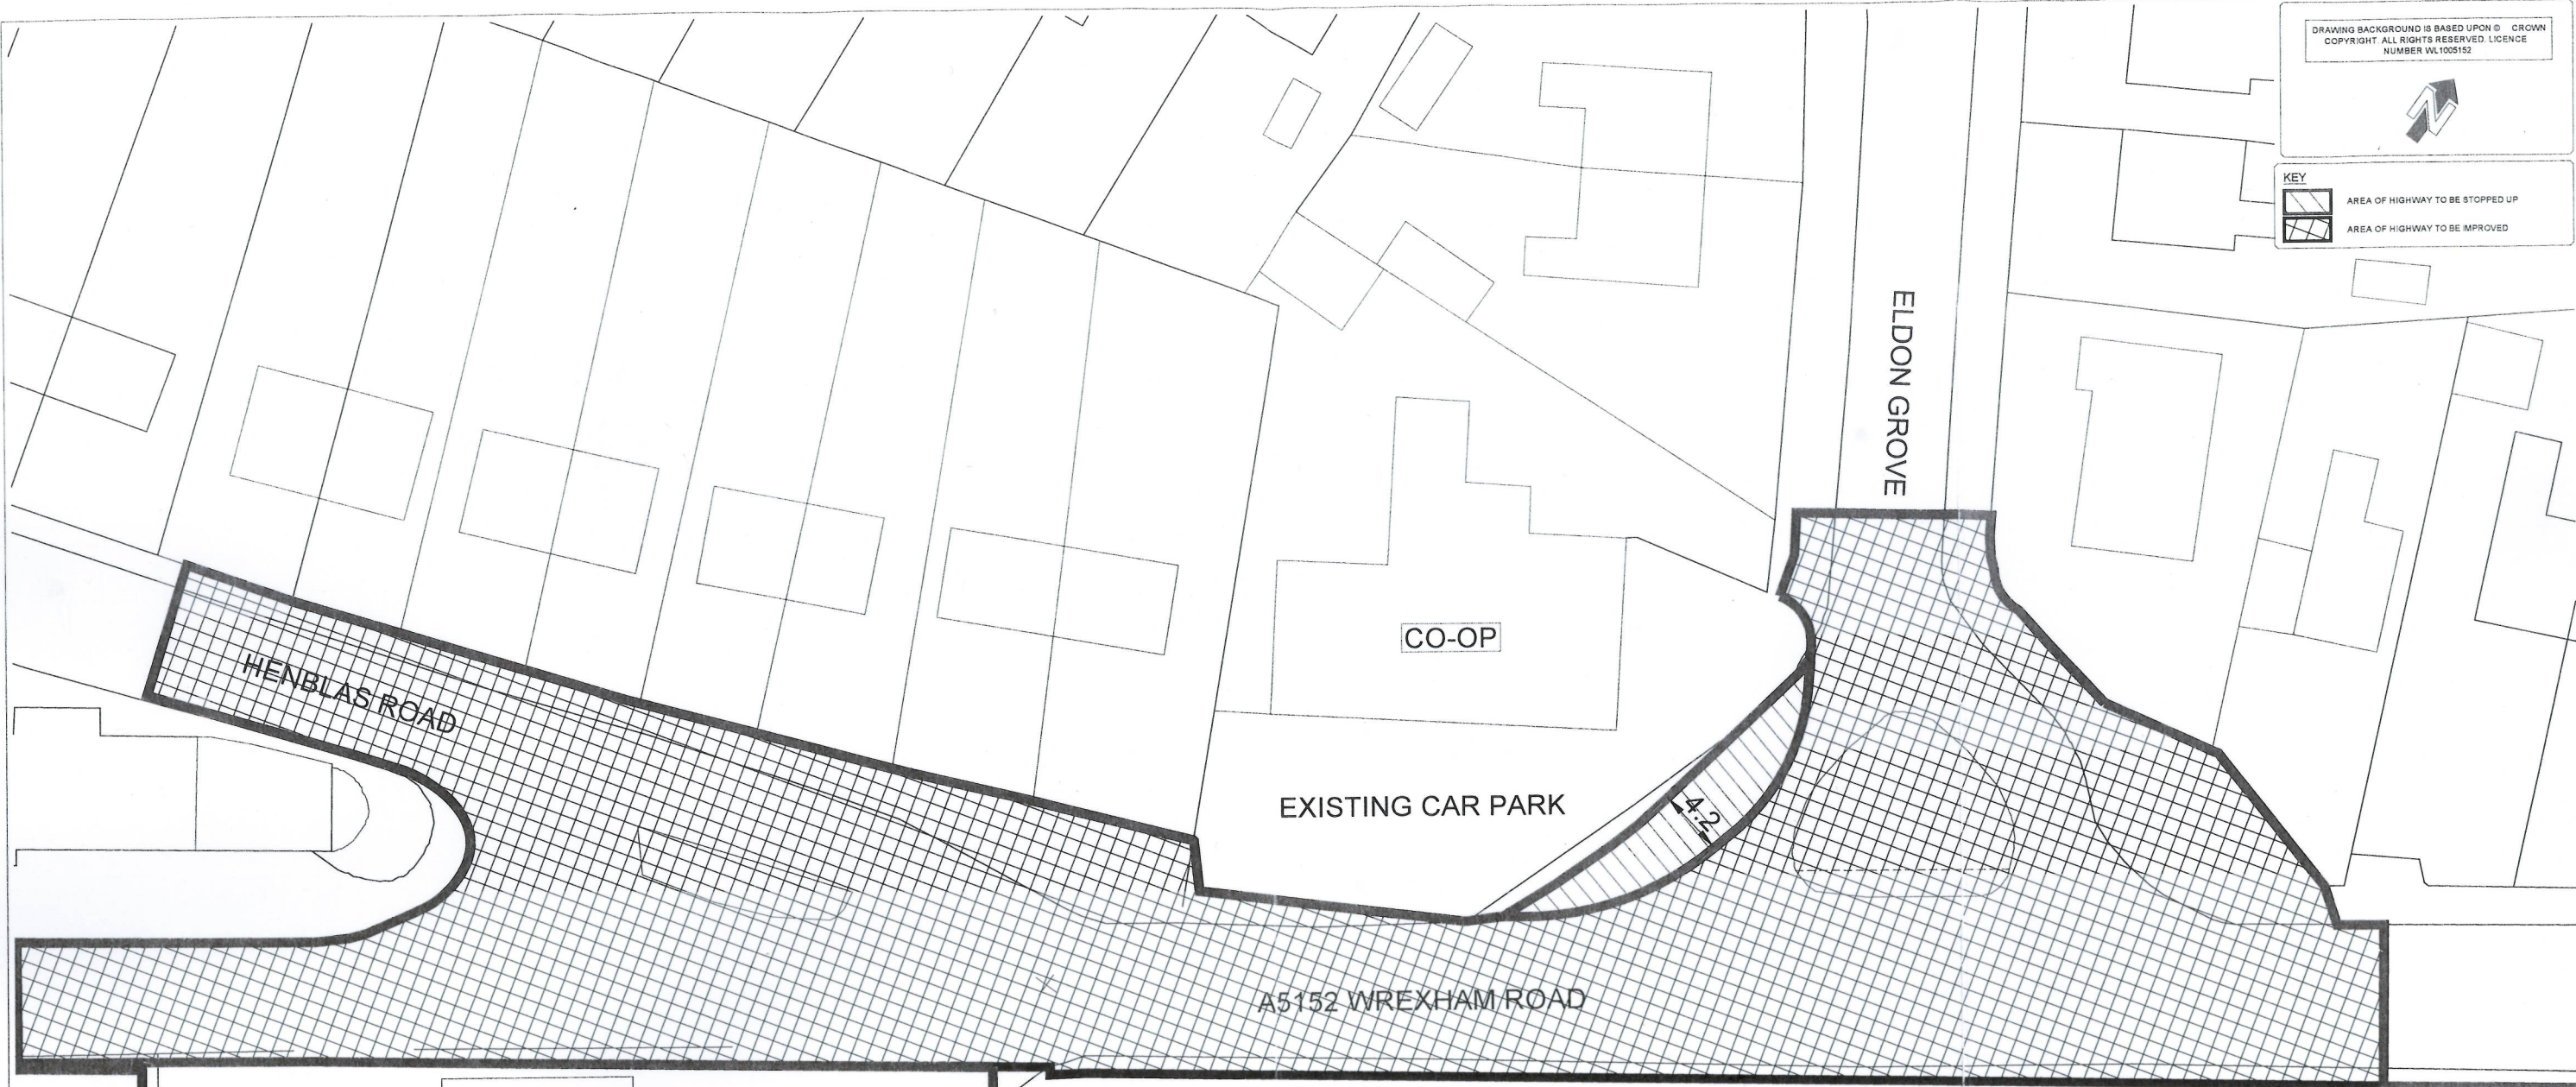 DRAWING BACKGROUND IS BASED UPON © CROWN
COPYRIGHT. ALL RIGHTS RESERVED. LICENCE
NUMBER WL1005152
N
KEY
AREA OF HIGHWAY TO BE STOPPED UP
AREA OF HIGHWAY TO BE IMPROVED
ELDON GROVE
CO-OP
HENBLAS ROAD
EXISTING CAR PARK
4.2
A5152 WREXHAM ROAD